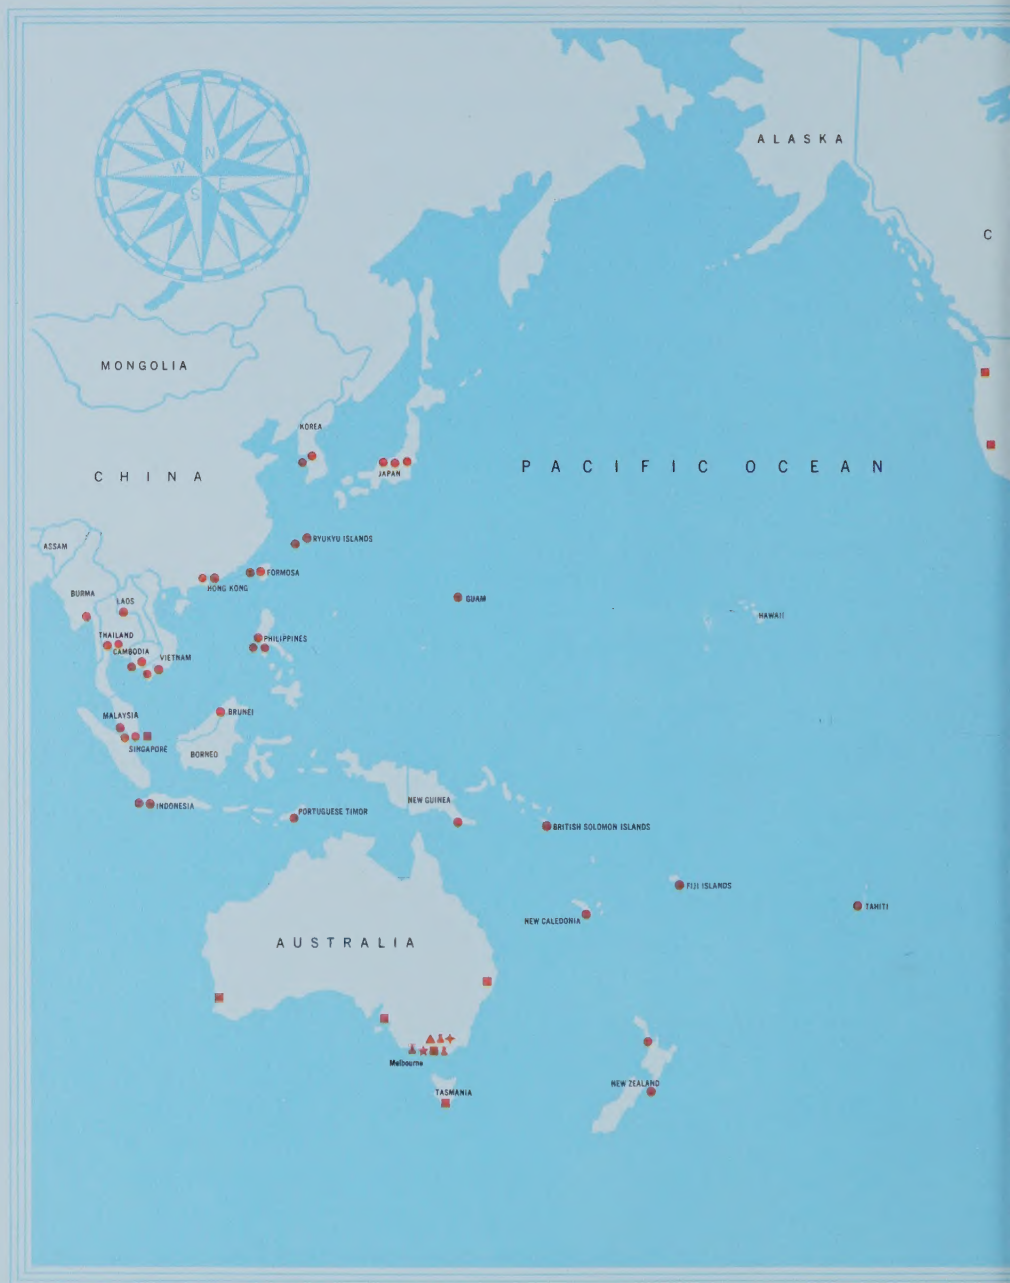 N
W
E
S
ALASKA
C
MONGOLIA
KOREA
CHINA
JAPAN
PACIFIC OCEAN
ASSAM
RYUKYU ISLANDS
FORMOSA
HONG KONG
BURMA
LAOS
GUAM
HAWAII
THAILAND
PHILIPPINES
CAMBODIA
VIETNAM
MALAYSIA
BRUNEI
SINGAPORE
BORNEO
INDONESIA
NEW GUINEA
PORTUGUESE TIMOR
BRITISH SOLOMON ISLANDS
FIJI ISLANDS
TAHITI
NEW CALEDONIA
AUSTRALIA
Melbourne
NEW ZEALAND
TASMANIA